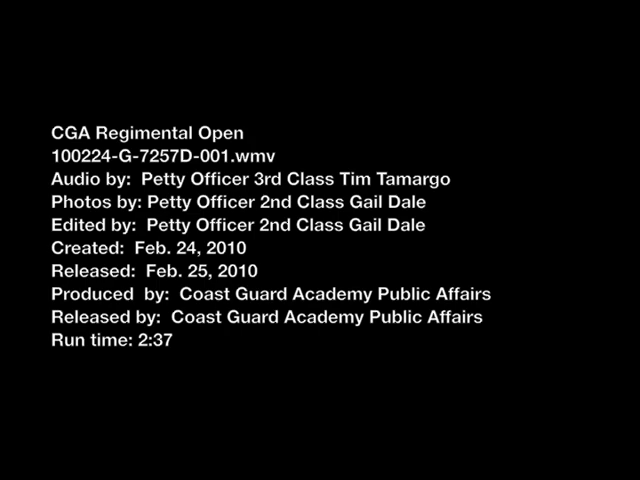 CGA Regimental Open
100224-G-7257D-001.wmv
Audio by:  Petty Officer 3rd Class Tim Tamargo
Photos by: Petty Officer 2nd Class Gail Dale
Edited by:  Petty Officer 2nd Class Gail Dale
Created:  Feb. 24, 2010
Released:  Feb. 25, 2010
Produced  by:  Coast Guard Academy Public Affairs
Released by:  Coast Guard Academy Public Affairs
Run time: 2:37